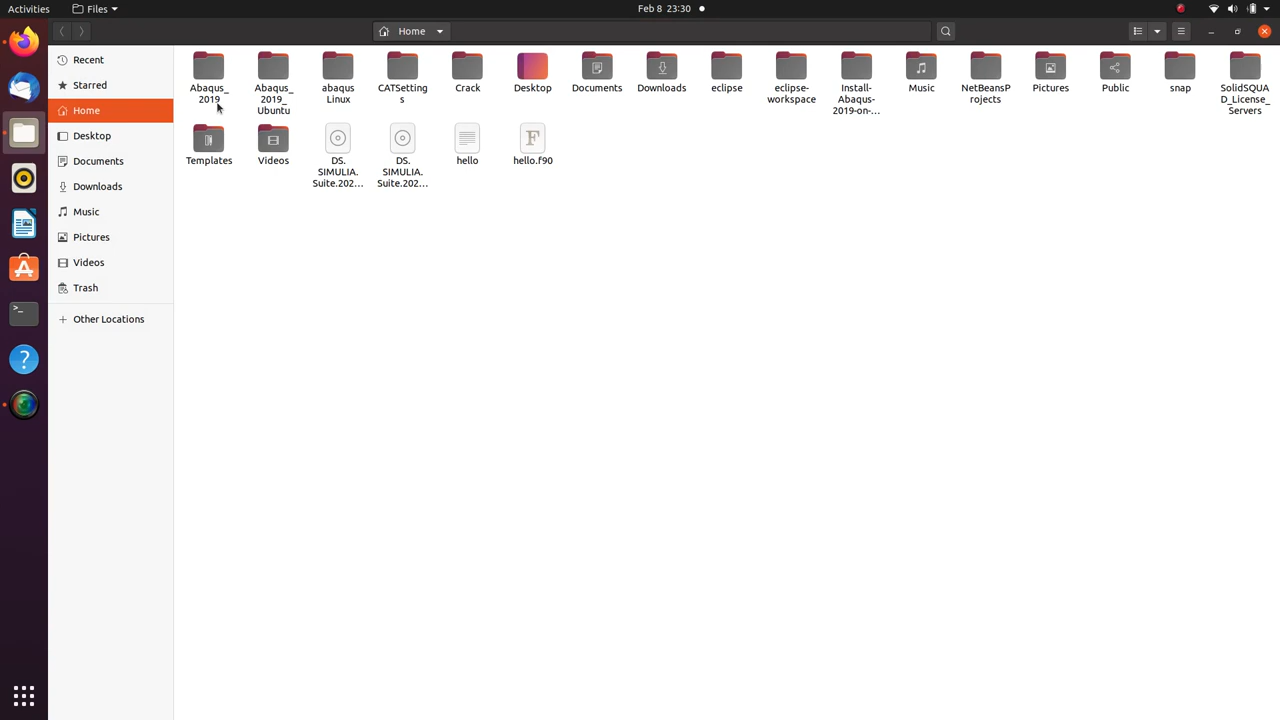 Activities Files Feb 8 23:30
Home
Recent
Starred
Home
Desktop
Documents
Downloads
Music
Pictures
Videos
Trash
Other Locations
Abaqus_
2019
Abaqus_
2019_
Ubuntu
abaqus
Linux
CATSetting
s
Crack
Desktop
Documents
Downloads
eclipse
eclipse-
workspace
Install-
Abaqus-
2019-on-...
Music
NetBeansP
rojects
Pictures
Public
snap
SolidSQUA
D_License_
Servers
Templates
Videos
DS.
SIMULIA.
Suite.202...
DS.
SIMULIA.
Suite.202...
hello
F
hello.f90